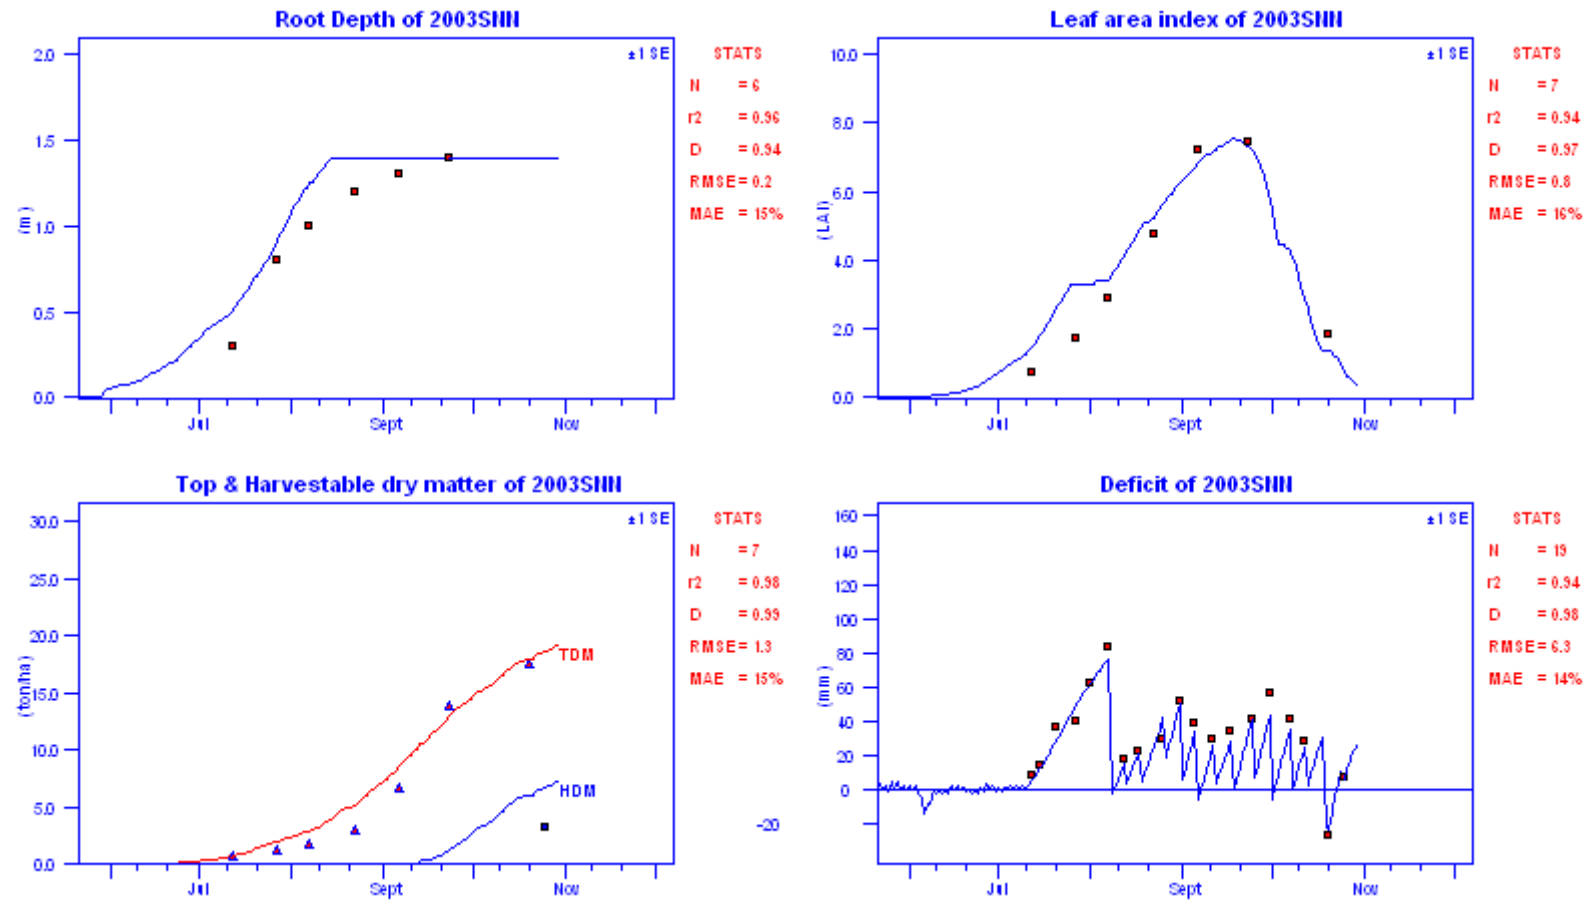 Root Depth of 2003SNN
2.0
1.5
1.0
0.5
0.0
(m)
Jul
Sept
Nov
±1 SE
STATS
N = 6
r2 = 0.96
D = 0.94
RMSE = 0.2
MAE = 15%
Leaf area index of 2003SNN
10.0
8.0
6.0
4.0
2.0
0.0
(LAI)
Jul
Sept
Nov
±1 SE
STATS
N = 7
r2 = 0.94
D = 0.97
RMSE = 0.8
MAE = 16%
Top & Harvestable dry matter of 2003SNN
30.0
25.0
20.0
15.0
10.0
5.0
0.0
(ton/ha)
TDM
HDM
Jul
Sept
Nov
±1 SE
STATS
N = 7
r2 = 0.98
D = 0.99
RMSE = 1.3
MAE = 15%
Deficit of 2003SNN
160
140
120
100
80
60
40
20
0
-20
(mm)
Jul
Sept
Nov
±1 SE
STATS
N = 19
r2 = 0.94
D = 0.98
RMSE = 6.3
MAE = 14%